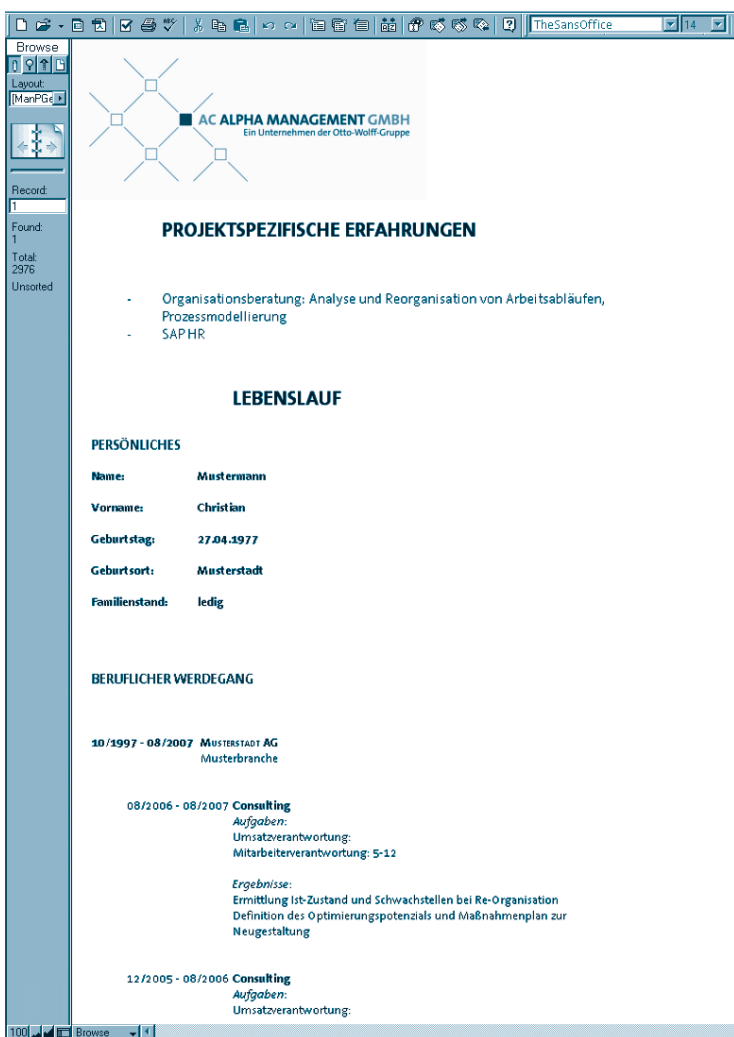 TheSansOffice
14
Browse
Layout:
[ManPGe
Record:
1
Found:
1
Total:
2976
Unsorted
AC ALPHA MANAGEMENT GMBH
Ein Unternehmen der Otto-Wolff-Gruppe
PROJEKTSPEZIFISCHE ERFAHRUNGEN
- Organisationsberatung: Analyse und Reorganisation von Arbeitsabläufen,
Prozessmodellierung
- SAP HR
LEBENSLAUF
PERSÖNLICHES
Name: Mustermann
Vorname: Christian
Geburtstag: 27.04.1977
Geburtsort: Musterstadt
Familienstand: ledig
BERUFLICHER WERDEGANG
10/1997 - 08/2007 MUSTERSTADT AG
Musterbranche
08/2006 - 08/2007 Consulting
Aufgaben:
Umsatzverantwortung:
Mitarbeiterverantwortung: 5-12
Ergebnisse:
Ermittlung Ist-Zustand und Schwachstellen bei Re-Organisation
Definition des Optimierungspotenzials und Maßnahmenplan zur
Neugestaltung
12/2005 - 08/2006 Consulting
Aufgaben:
Umsatzverantwortung:
100 Browse